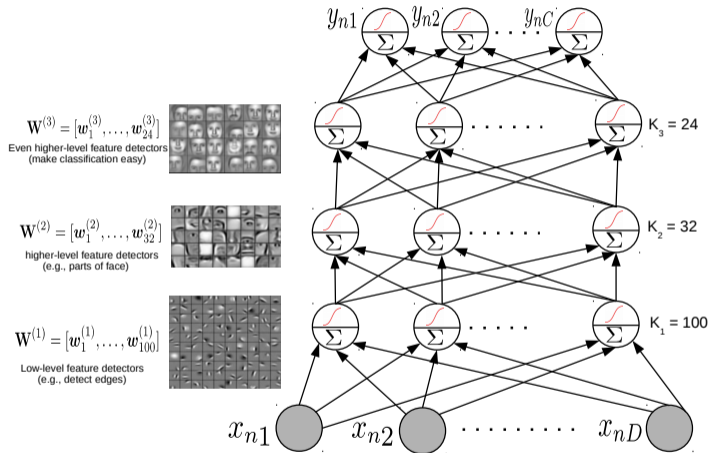 y_{n1} y_{n2} . . . . y_{nC}
Σ Σ Σ
W^{(3)} = [w_1^{(3)}, . . . , w_{24}^{(3)}]
Even higher-level feature detectors
(make classification easy)
Σ Σ . . . . . . Σ K_3 = 24
W^{(2)} = [w_1^{(2)}, . . . , w_{32}^{(2)}]
higher-level feature detectors
(e.g., parts of face)
Σ Σ . . . . . . Σ K_2 = 32
W^{(1)} = [w_1^{(1)}, . . . , w_{100}^{(1)}]
Low-level feature detectors
(e.g., detect edges)
Σ Σ . . . . . Σ K_1 = 100
x_{n1} x_{n2} . . . . . . . . . x_{nD}